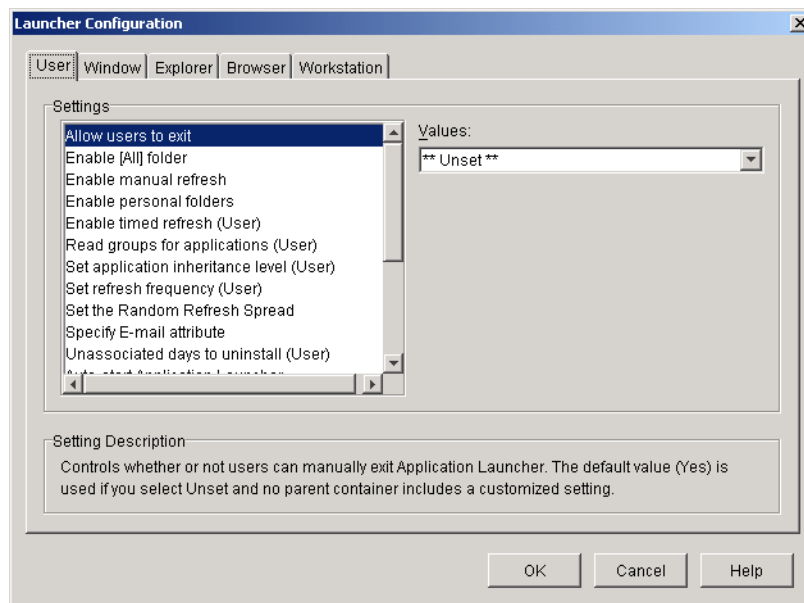 Launcher Configuration
User Window Explorer Browser Workstation
Settings
Allow users to exit
Enable [All] folder
Enable manual refresh
Enable personal folders
Enable timed refresh (User)
Read groups for applications (User)
Set application inheritance level (User)
Set refresh frequency (User)
Set the Random Refresh Spread
Specify E-mail attribute
Unassociated days to uninstall (User)
Auto-start Application Launcher
Values:
** Unset **
Setting Description
Controls whether or not users can manually exit Application Launcher. The default value (Yes) is
used if you select Unset and no parent container includes a customized setting.
OK Cancel Help